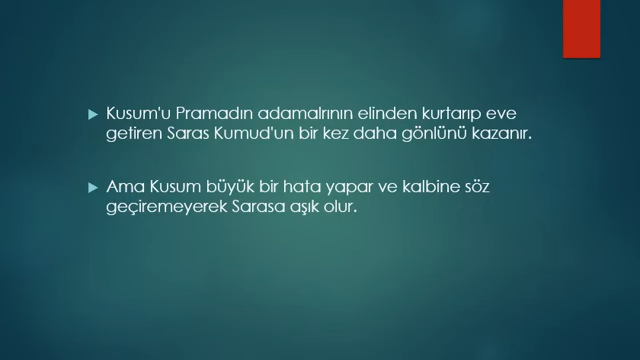 Kusum'u Pramadın adamalrının elinden kurtarıp eve
getiren Saras Kumud'un bir kez daha gönlünü kazanır.
Ama Kusum büyük bir hata yapar ve kalbine söz
geçiremeyerek Sarasa aşık olur.